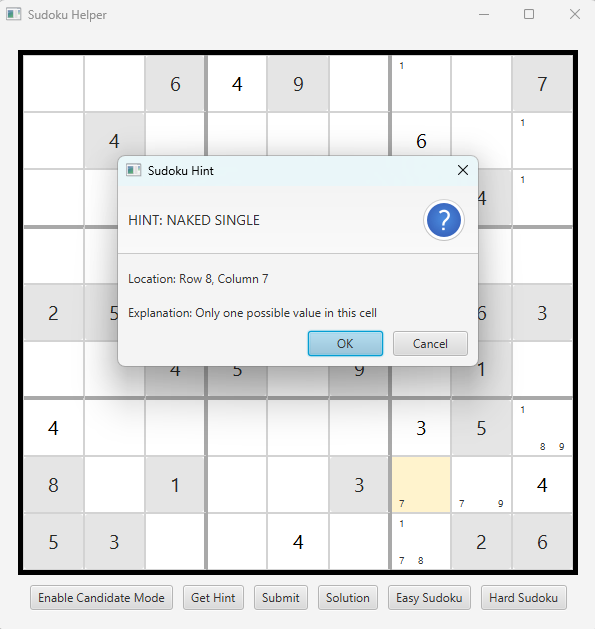 Sudoku Helper
6 4 9 1 7
4 6 1
Sudoku Hint
4 1
HINT: NAKED SINGLE
?
Location: Row 8, Column 7
2 5 6 3
Explanation: Only one possible value in this cell
OK Cancel
4 5 9 1
4 3 5 1 8 9
8 1 3 7 7 9 4
5 3 4 1 7 8 2 6
Enable Candidate Mode Get Hint Submit Solution Easy Sudoku Hard Sudoku